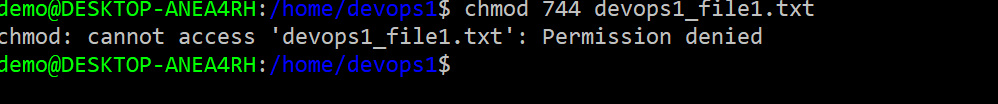 demo@DESKTOP-ANEA4RH:/home/devops1$ chmod 744 devops1_file1.txt
chmod: cannot access 'devops1_file1.txt': Permission denied
demo@DESKTOP-ANEA4RH:/home/devops1$